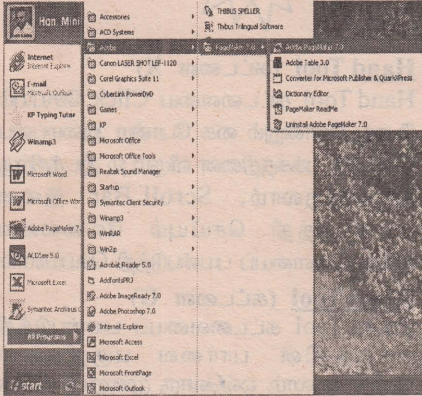 Hon. Mini
Internet
Internet Explorer
E-mail
Microsoft Outlook
KP Typing Tutor
Winamp3
Microsoft Word
Microsoft Office Word
Adobe PageMaker 7.
ACDSee 5.0
Microsoft Excel
Symantec Antivirus C
All Programs
start
Accessories
ACD Systems
Adobe
Canon LASER SHOT LBP-1120
Corel Graphics Suite 11
CyberLink PowerDVD
Games
KP
Microsoft Office
Microsoft Office Tools
Realtek Sound Manager
Startup
Symantec Client Security
Winamp3
WinRAR
WinZip
Acrobat Reader 5.0
AddfontsPRJ
Adobe ImageReady 7.0
Adobe Photoshop 7.0
Internet Explorer
Microsoft Access
Microsoft Excel
Microsoft FrontPage
Microsoft Outlook
THIBUS SPELLER
Thibus Trilingual Software
PageMaker 7.0
Adobe PageMaker 7.0
Adobe Table 3.0
Converter for Microsoft Publisher & QuarkXPress
Dictionary Editor
PageMaker ReadMe
Uninstall Adobe PageMaker 7.0